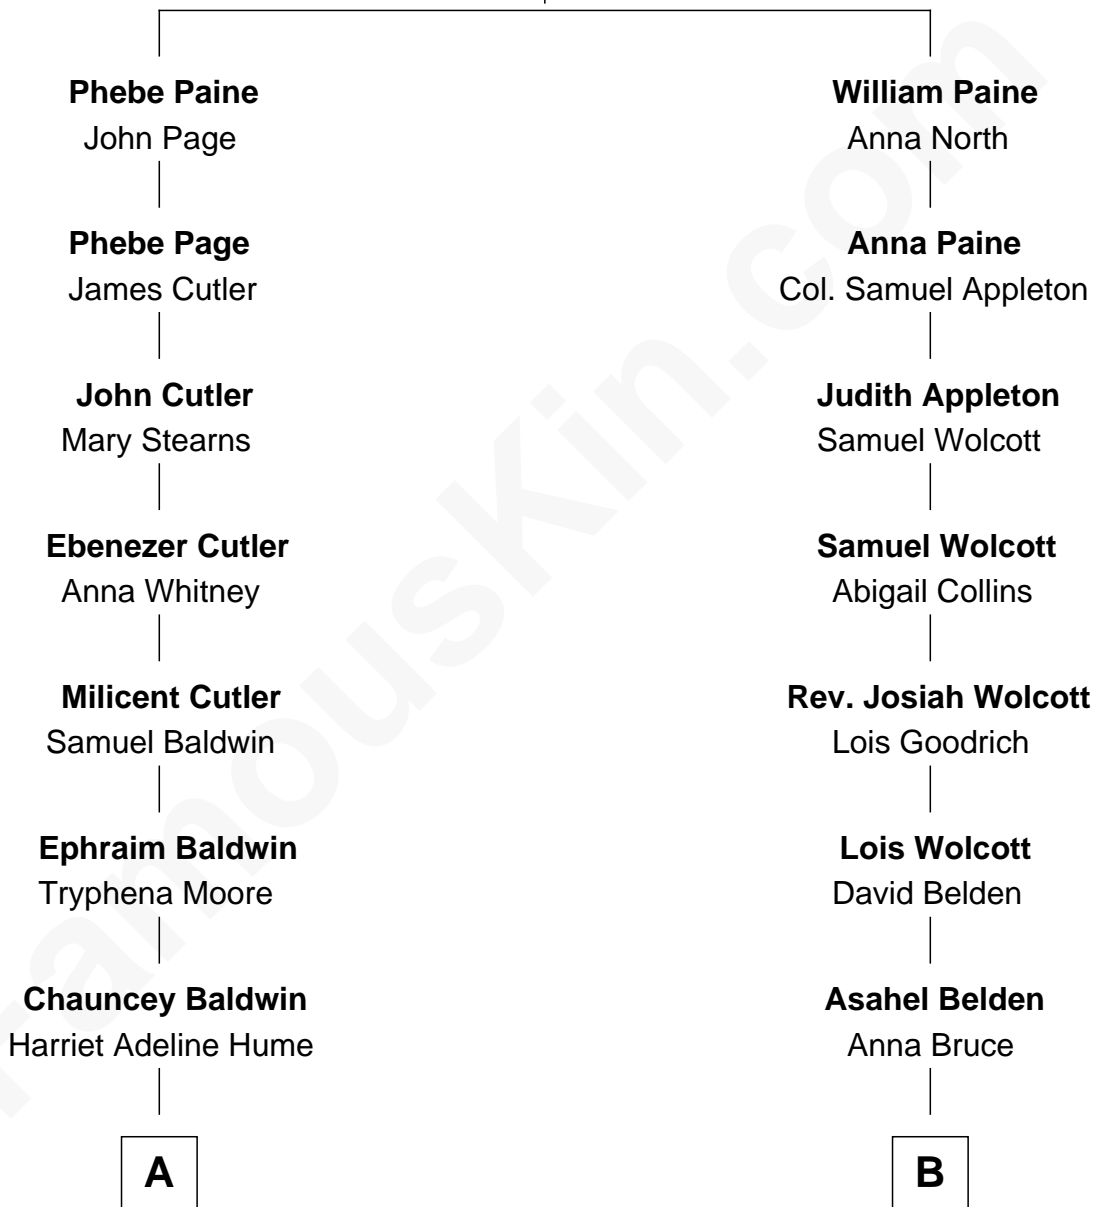 Phebe Paine
John Page
William Paine
Anna North
Phebe Page
James Cutler
Anna Paine
Col. Samuel Appleton
John Cutler
Mary Stearns
Judith Appleton
Samuel Wolcott
Ebenezer Cutler
Anna Whitney
Samuel Wolcott
Abigail Collins
Milicent Cutler
Samuel Baldwin
Rev. Josiah Wolcott
Lois Goodrich
Ephraim Baldwin
Tryphena Moore
Lois Wolcott
David Belden
Chauncey Baldwin
Harriet Adeline Hume
Asahel Belden
Anna Bruce
A
B
FamousKin.com